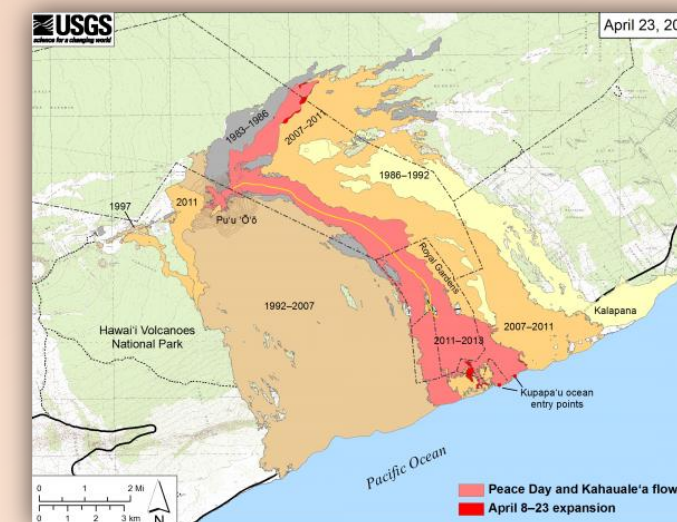 USGS
science for a changing world
April 23, 20
1983–1986
2007–201
1986–1992
1997
2011
Pu‘u ‘Ō‘ō
Royal Gardens
1992–2007
Kalapana
Hawai‘i Volcanoes
National Park
2011–2013
2007–2011
Kupapa‘u ocean
entry points
Pacific Ocean
0 1 2 Mi
0 1 2 3 km
N
Peace Day and Kahauale‘a flow
April 8–23 expansion